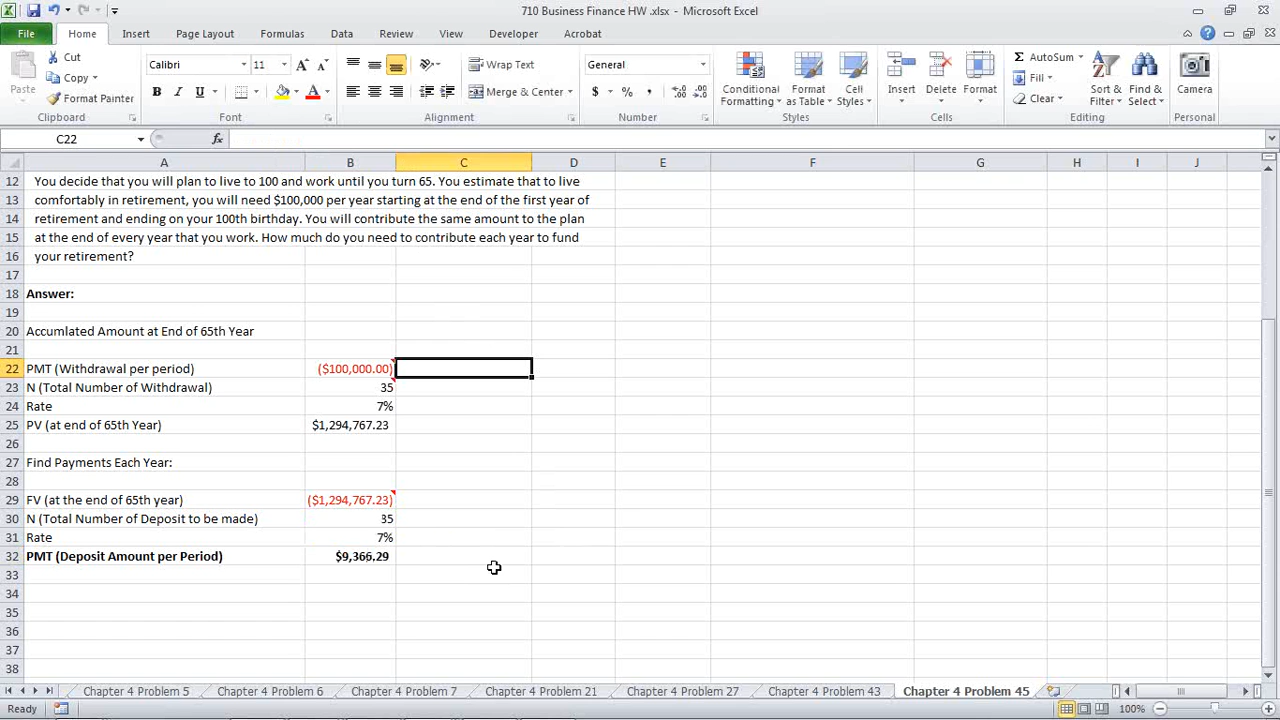 710 Business Finance HW .xlsx - Microsoft Excel
File Home Insert Page Layout Formulas Data Review View Developer Acrobat
Paste Cut Copy Format Painter Clipboard
Calibri 11 A A B I U A Font
Wrap Text Merge & Center Alignment
General $ % , .0 .00 .00 .0 Number
Conditional Formatting Format as Table Cell Styles Styles
Insert Delete Format Cells
Σ AutoSum Fill Clear Sort & Filter Find & Select Editing
Camera Personal
C22 fx
A B C D E F G H I J
12 You decide that you will plan to live to 100 and work until you turn 65. You estimate that to live
13 comfortably in retirement, you will need $100,000 per year starting at the end of the first year of
14 retirement and ending on your 100th birthday. You will contribute the same amount to the plan
15 at the end of every year that you work. How much do you need to contribute each year to fund
16 your retirement?
17
18 Answer:
19
20 Accumlated Amount at End of 65th Year
21
22 PMT (Withdrawal per period) ($100,000.00)
23 N (Total Number of Withdrawal) 35
24 Rate 7%
25 PV (at end of 65th Year) $1,294,767.23
26
27 Find Payments Each Year:
28
29 FV (at the end of 65th year) ($1,294,767.23)
30 N (Total Number of Deposit to be made) 35
31 Rate 7%
32 PMT (Deposit Amount per Period) $9,366.29
33
34
35
36
37
38
Chapter 4 Problem 5 Chapter 4 Problem 6 Chapter 4 Problem 7 Chapter 4 Problem 21 Chapter 4 Problem 27 Chapter 4 Problem 43 Chapter 4 Problem 45
Ready 100%